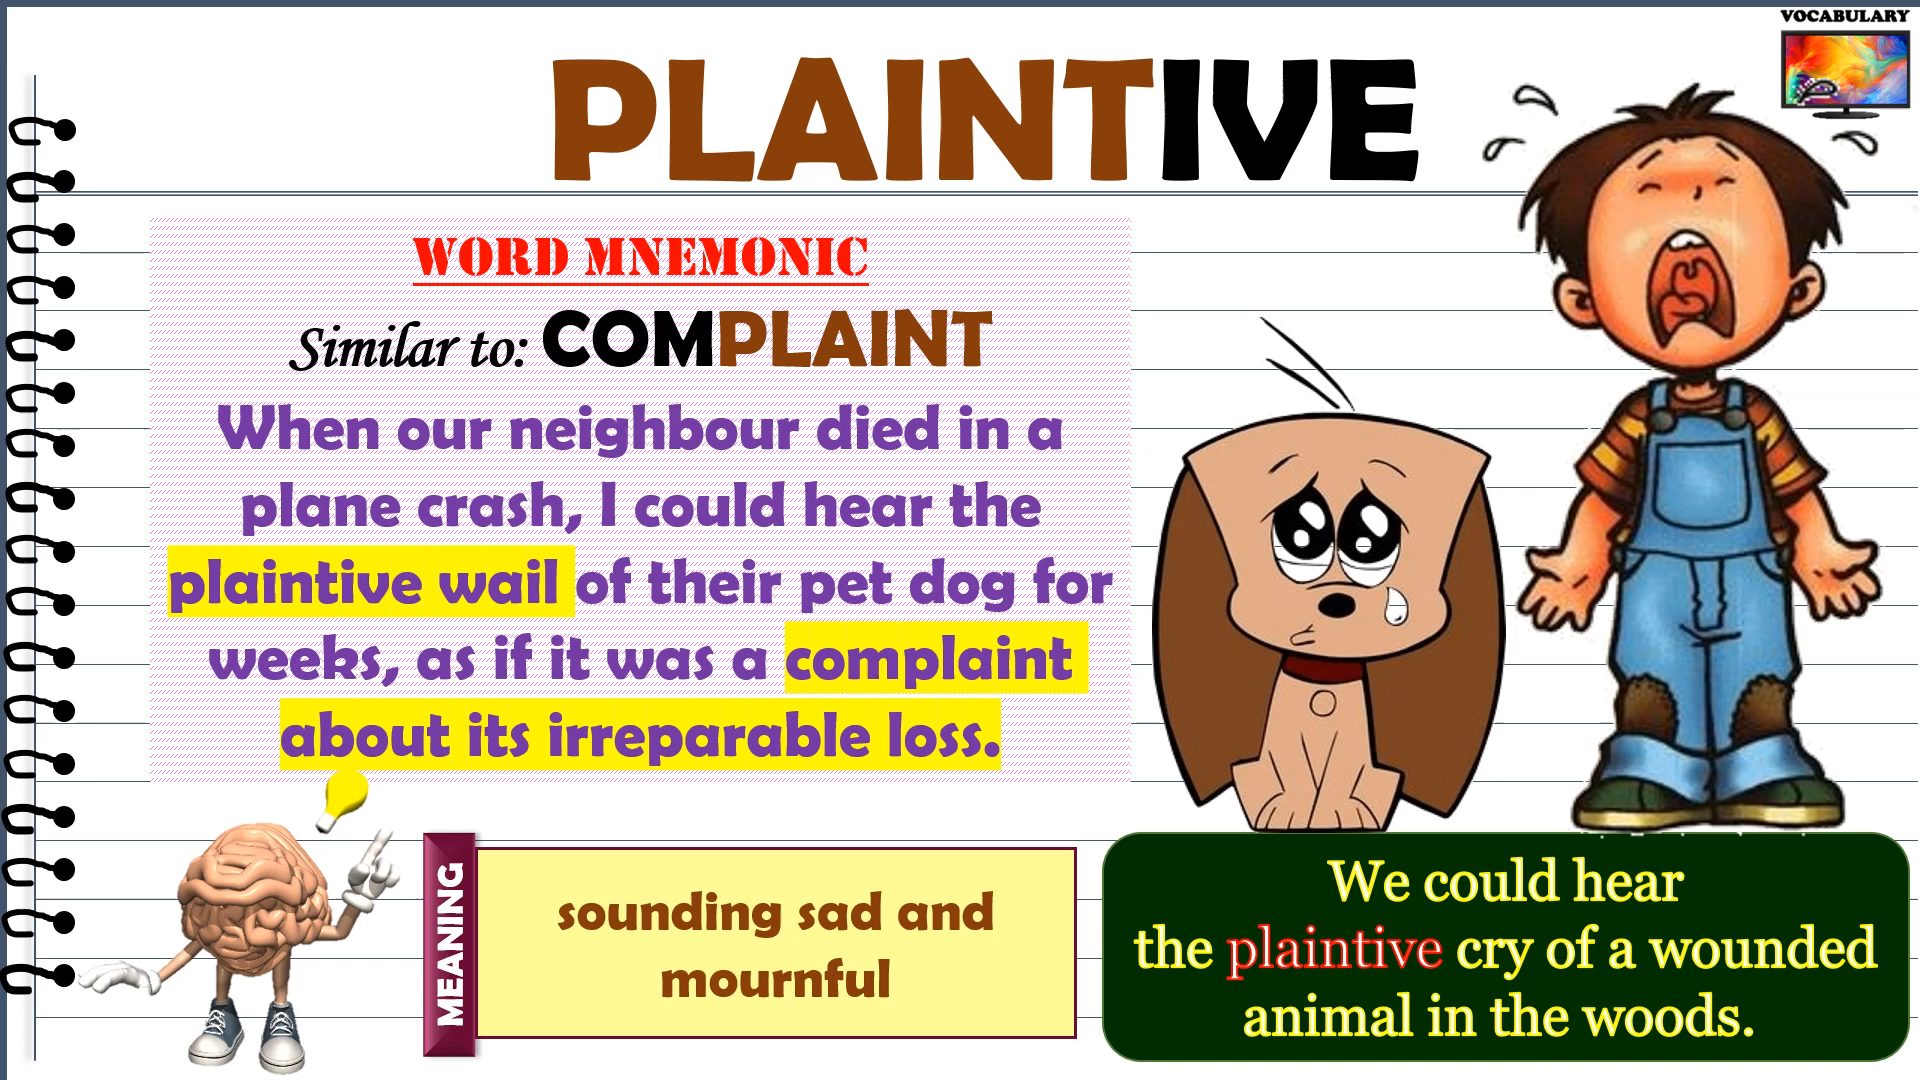 VOCABULARY
PLAINTIVE
WORD MNEMONIC
Similar to: COMPLAINT
When our neighbour died in a
plane crash, I could hear the
plaintive wail of their pet dog for
weeks, as if it was a complaint
about its irreparable loss.
MEANING
sounding sad and
mournful
We could hear
the plaintive cry of a wounded
animal in the woods.